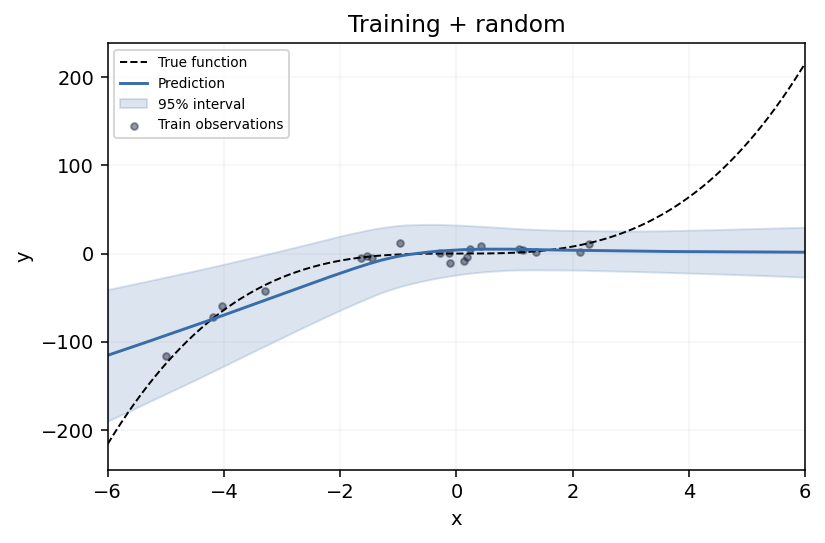 Training + random
True function
Prediction
95% interval
Train observations
200
100
0
−100
−200
y
−6
−4
−2
0
2
4
6
x